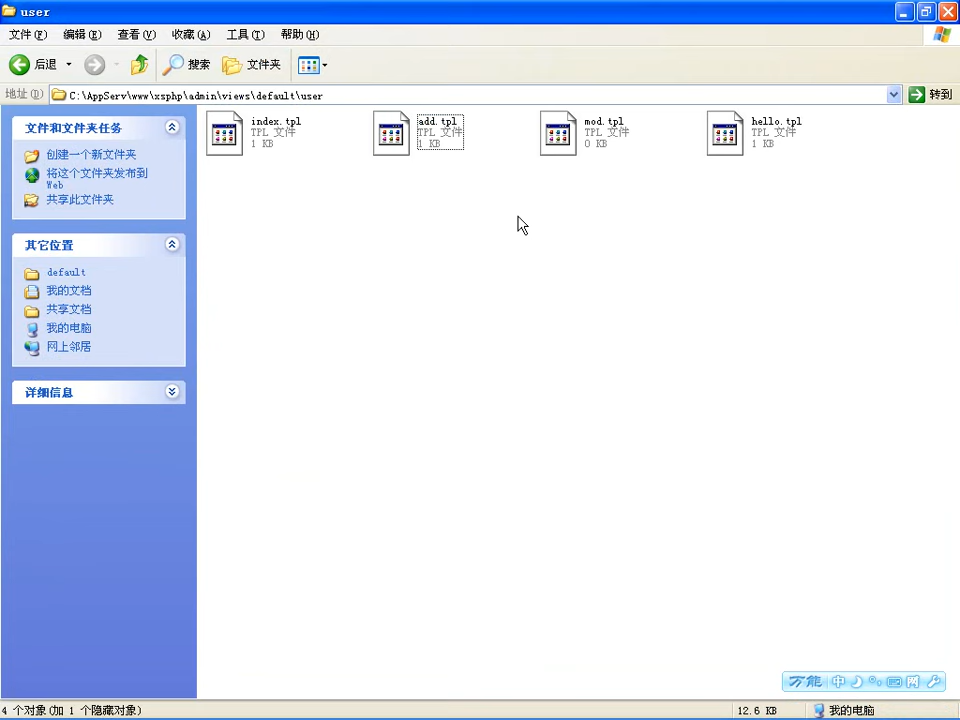 user
文件(F) 编辑(E) 查看(V) 收藏(A) 工具(T) 帮助(H)
后退 搜索 文件夹
地址(D) C:\AppServ\www\xsphp\admin\views\default\user 转到
文件和文件夹任务
创建一个新文件夹
将这个文件夹发布到
Web
共享此文件夹
其它位置
default
我的文档
共享文档
我的电脑
网上邻居
详细信息
index.tpl
TPL 文件
1 KB
add.tpl
TPL 文件
1 KB
mod.tpl
TPL 文件
0 KB
hello.tpl
TPL 文件
1 KB
万能 中 网
4 个对象(加 1 个隐藏对象) 12.6 KB 我的电脑